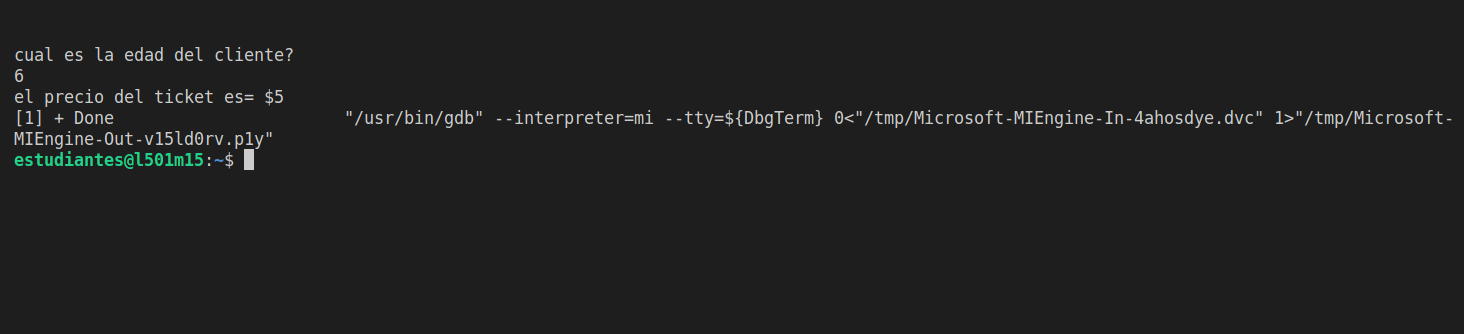 cual es la edad del cliente?
6
el precio del ticket es= $5
[1] + Done                       "/usr/bin/gdb" --interpreter=mi --tty=${DbgTerm} 0<"/tmp/Microsoft-MIEngine-In-4ahosdye.dvc" 1>"/tmp/Microsoft-
MIEngine-Out-v15ld0rv.p1y"
estudiantes@l501m15:~$